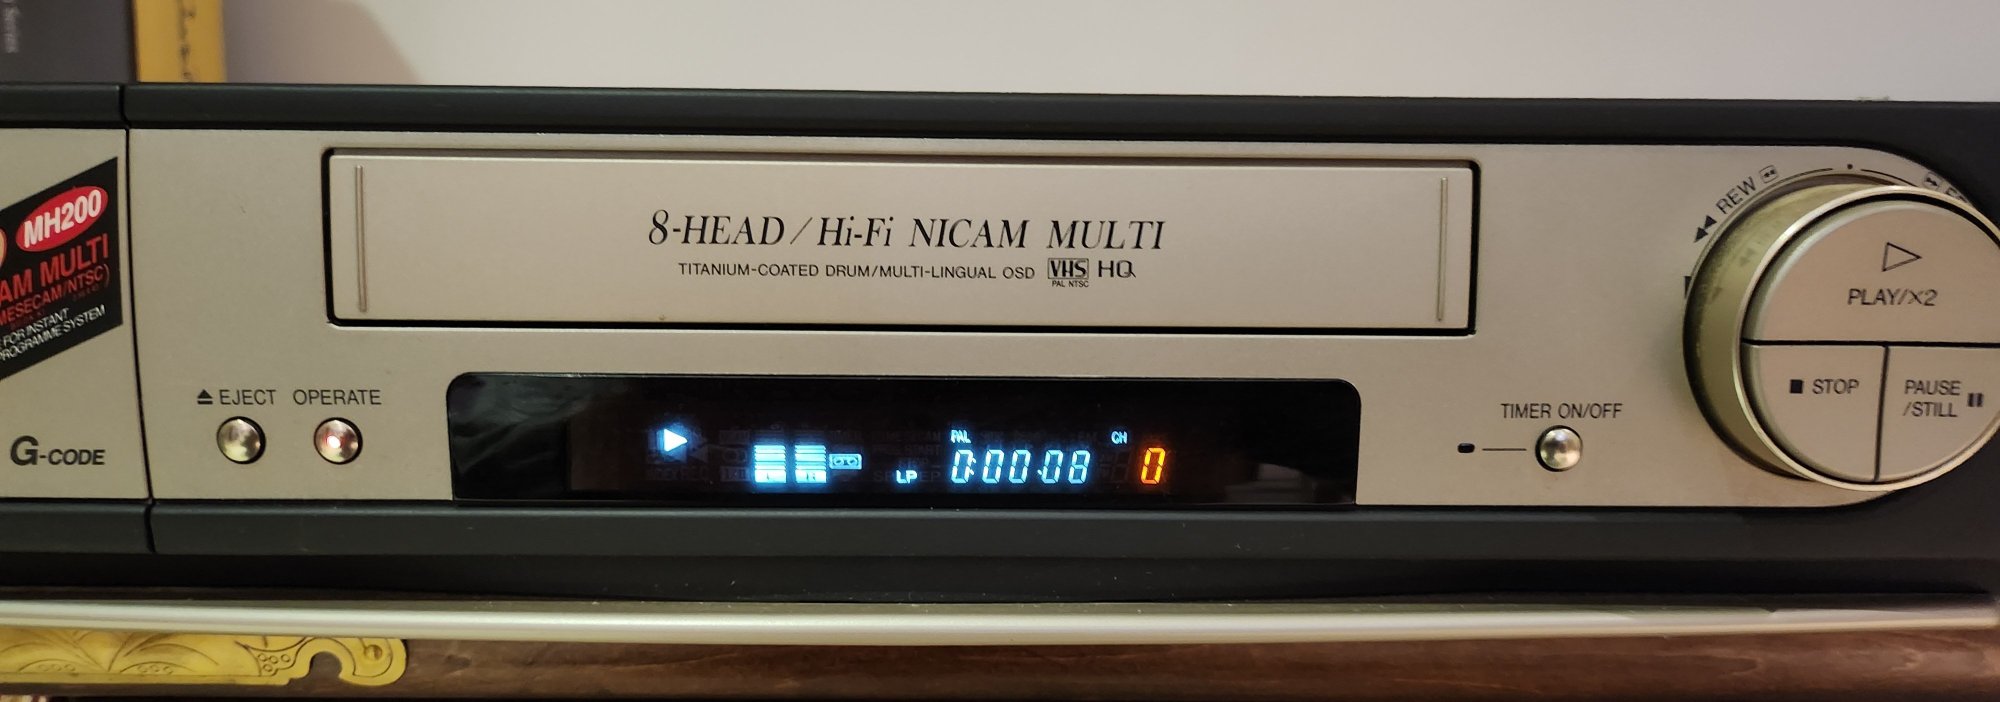 MH200
AM MULTI
MESECAM/NTSC)
E FOR INSTANT
PROGRAMME SYSTEM
G-CODE
8-HEAD / Hi-Fi NICAM MULTI
TITANIUM-COATED DRUM/MULTI-LINGUAL OSD VHS HQ
PAL NTSC
EJECT OPERATE
PAL CH
LP 0:00:08 0
TIMER ON/OFF
REW
PLAY/X2
STOP
PAUSE
/STILL